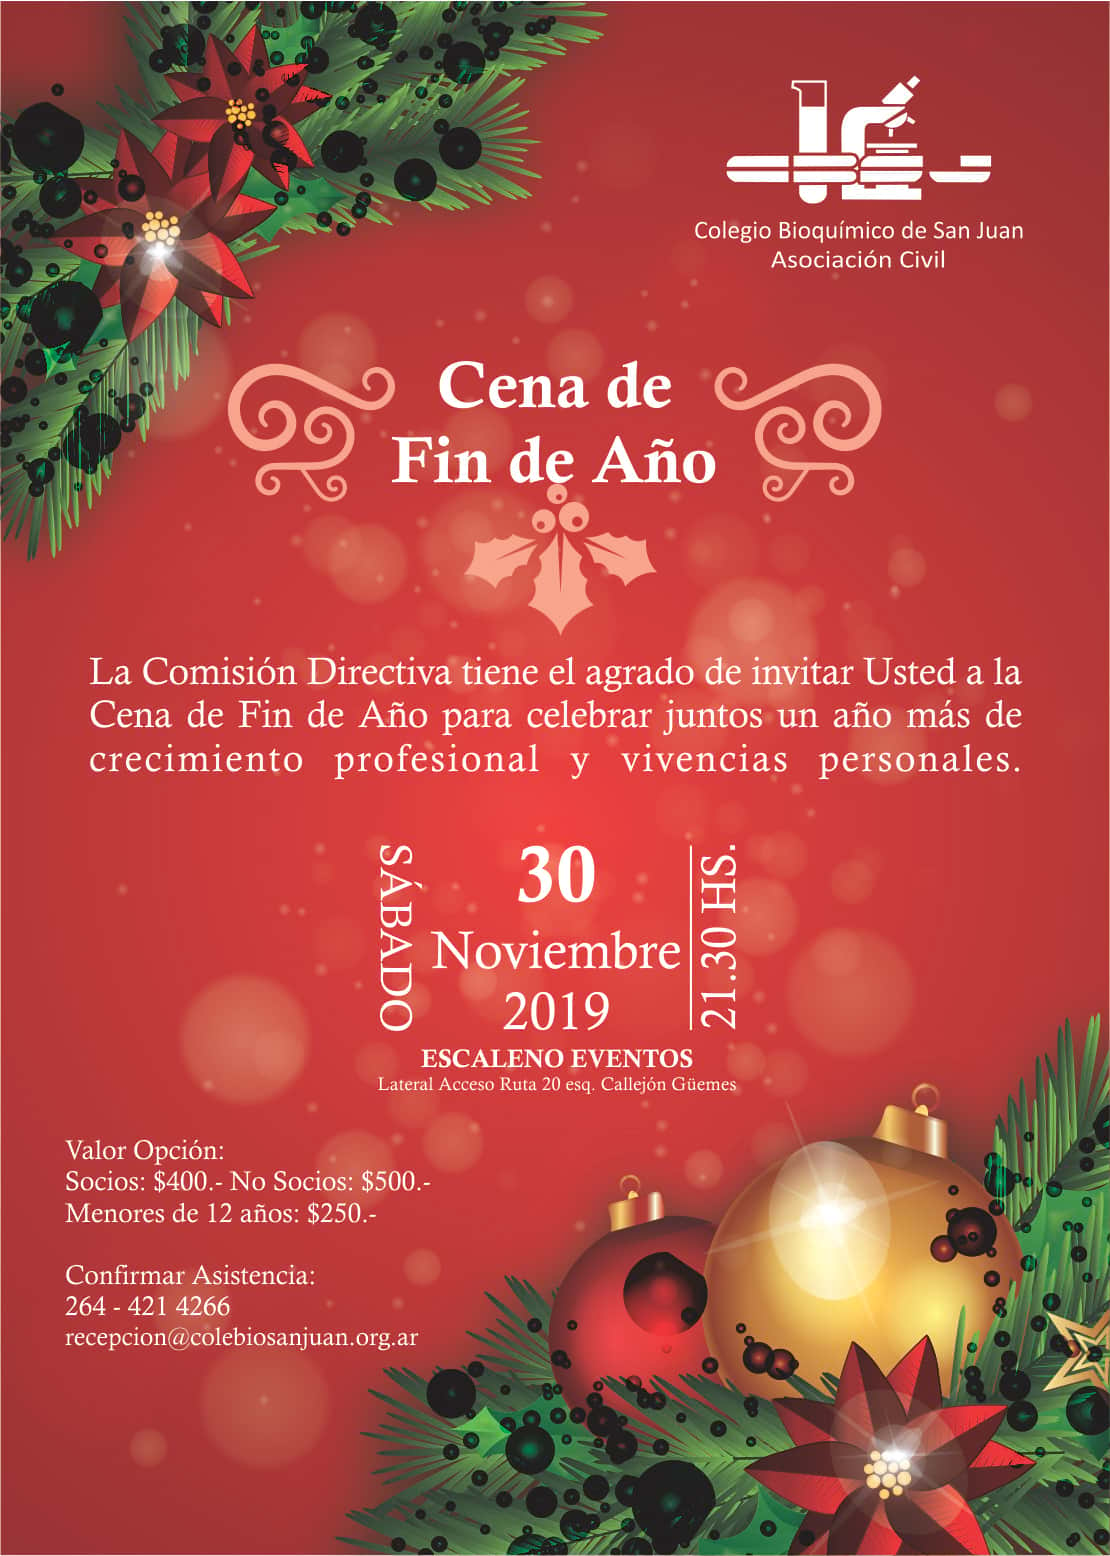 Colegio Bioquímico de San Juan
Asociación Civil
Cena de
Fin de Año
La Comisión Directiva tiene el agrado de invitar Usted a la
Cena de Fin de Año para celebrar juntos un año más de
crecimiento profesional y vivencias personales.
SÁBADO
30
Noviembre
2019
21.30 HS.
ESCALENO EVENTOS
Lateral Acceso Ruta 20 esq. Callejón Güemes
Valor Opción:
Socios: $400.- No Socios: $500.-
Menores de 12 años: $250.-
Confirmar Asistencia:
264 - 421 4266
recepcion@colebiosanjuan.org.ar